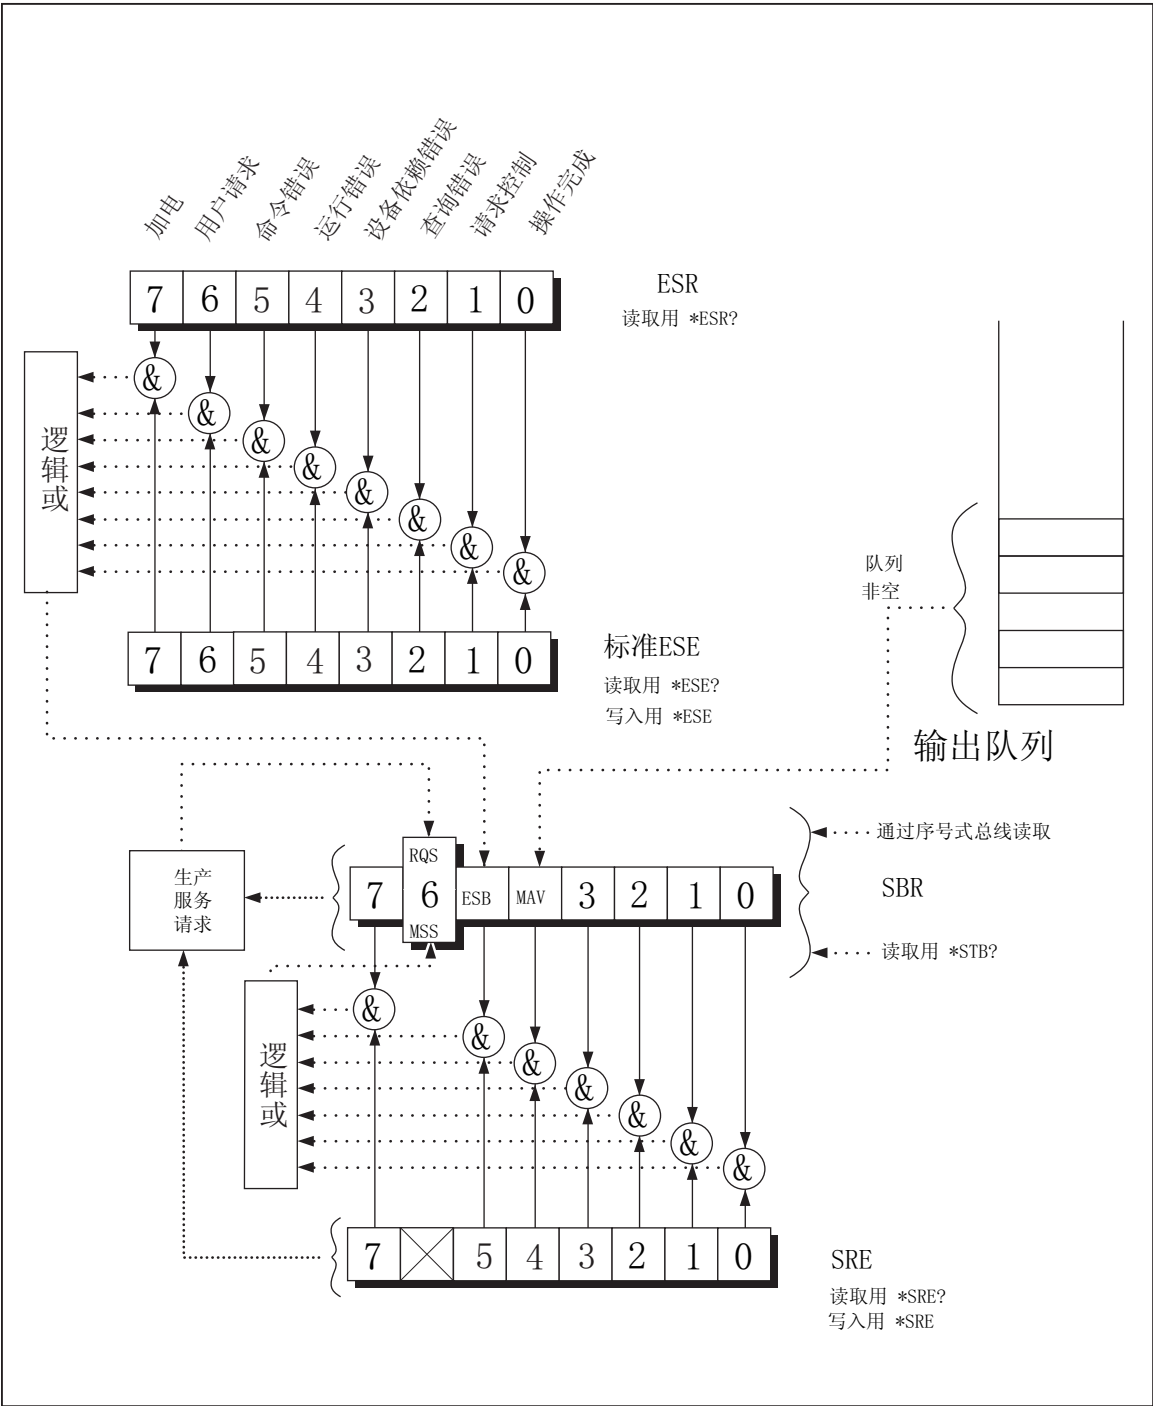 加电
用户请求
命令错误
运行错误
设备依赖错误
查询错误
请求控制
操作完成
7 6 5 4 3 2 1 0
ESR
读取用 *ESR?
& & & & & & & &
逻辑或
7 6 5 4 3 2 1 0
标准ESE
读取用 *ESE?
写入用 *ESE
队列
非空
输出队列
生产
服务
请求
RQS
7 6 ESB MAV 3 2 1 0
MSS
通过序号式总线读取
SBR
读取用 *STB?
& & & & & & &
逻辑或
7 5 4 3 2 1 0
SRE
读取用 *SRE?
写入用 *SRE